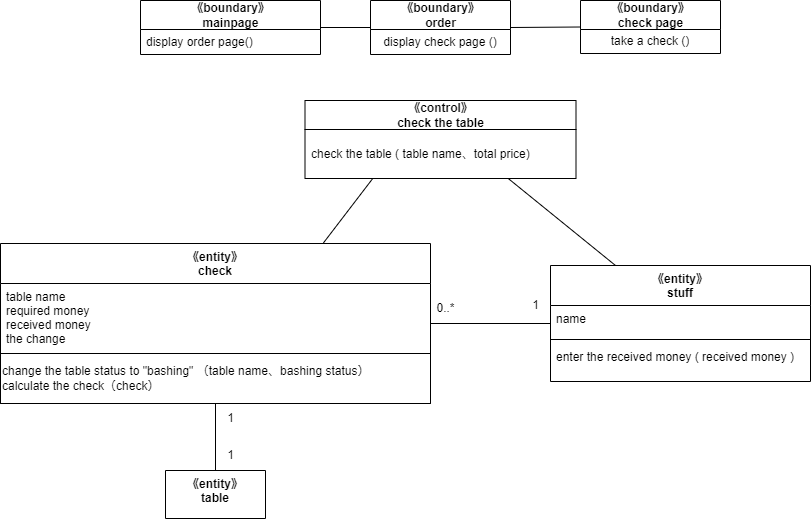 《boundary》
mainpage
display order page()
《boundary》
order
display check page ()
《boundary》
check page
take a check ()
《control》
check the table
check the table ( table name、total price)
《entity》
check
table name
required money
received money
the change
change the table status to "bashing" （table name、bashing status）
calculate the check（check）
0..*
1
《entity》
stuff
name
enter the received money ( received money )
1
1
《entity》
table